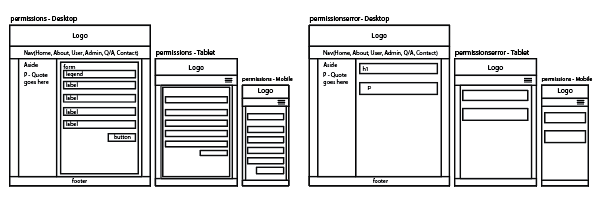 permissions - Desktop
Logo
Nav(Home, About, User, Admin, Q/A, Contact)
Aside
P - Quote
goes here
form
legend
label
label
label
label
button
footer
permissions - Tablet
Logo
permissions - Mobile
Logo
permissionserror - Desktop
Logo
Nav(Home, About, User, Admin, Q/A, Contact)
Aside
P - Quote
goes here
h1
p
footer
permissionserror - Tablet
Logo
permissions - Mobile
Logo